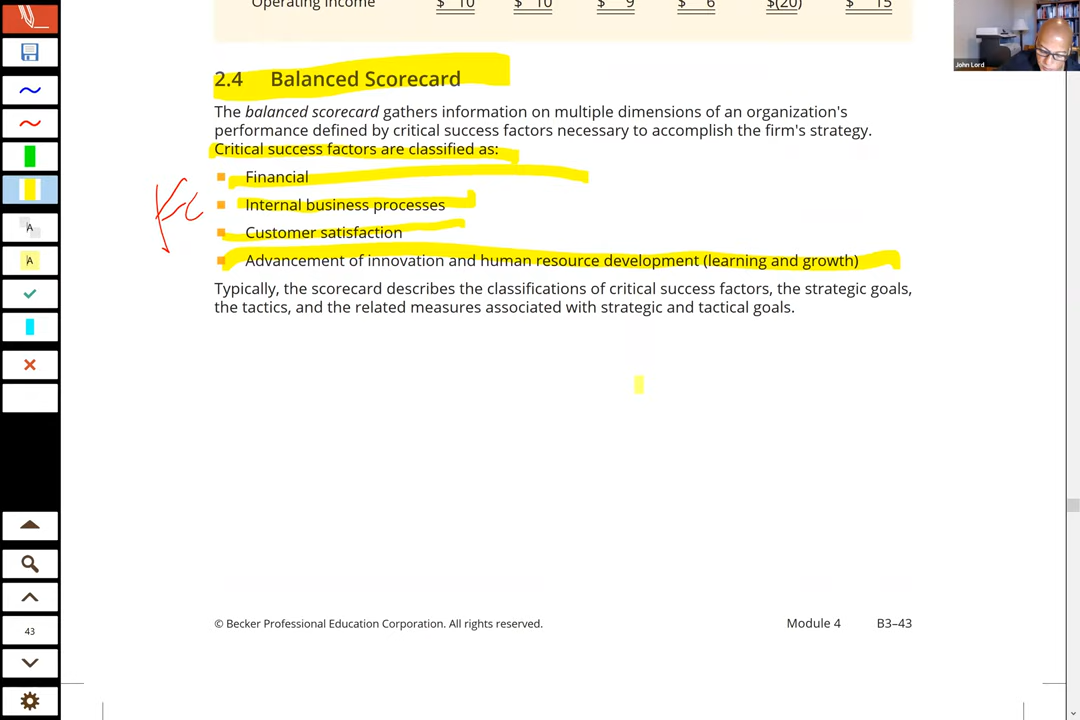 Operating Income $ 10 $ 10 $ 9 $ 6 $(20) $ 15
John Lord
2.4 Balanced Scorecard
The balanced scorecard gathers information on multiple dimensions of an organization's
performance defined by critical success factors necessary to accomplish the firm's strategy.
Critical success factors are classified as:
Financial
Internal business processes
Customer satisfaction
Advancement of innovation and human resource development (learning and growth)
Typically, the scorecard describes the classifications of critical success factors, the strategic goals,
the tactics, and the related measures associated with strategic and tactical goals.
A
A
43
© Becker Professional Education Corporation. All rights reserved.
Module 4 B3–43